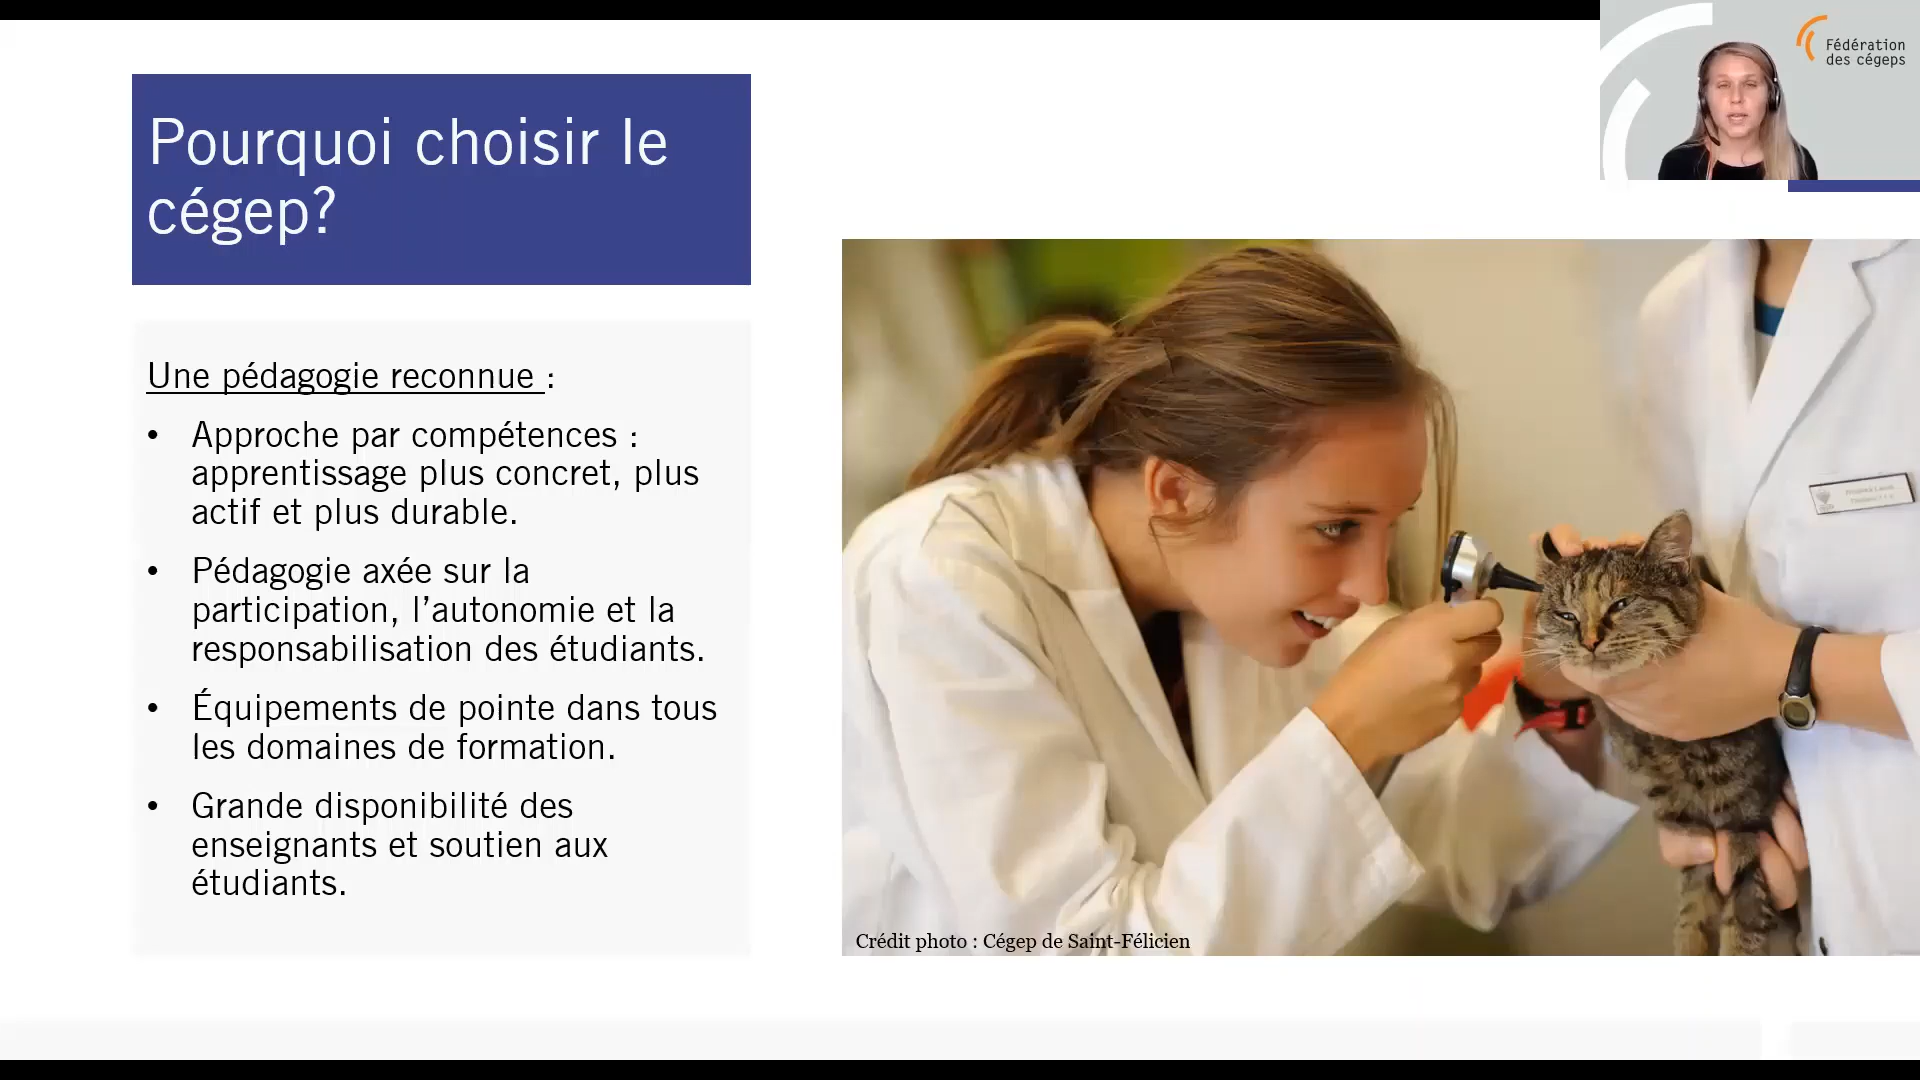 Fédération
des cégeps
Pourquoi choisir le
cégep?
Une pédagogie reconnue :
• Approche par compétences :
apprentissage plus concret, plus
actif et plus durable.
• Pédagogie axée sur la
participation, l’autonomie et la
responsabilisation des étudiants.
• Équipements de pointe dans tous
les domaines de formation.
• Grande disponibilité des
enseignants et soutien aux
étudiants.
Crédit photo : Cégep de Saint-Félicien